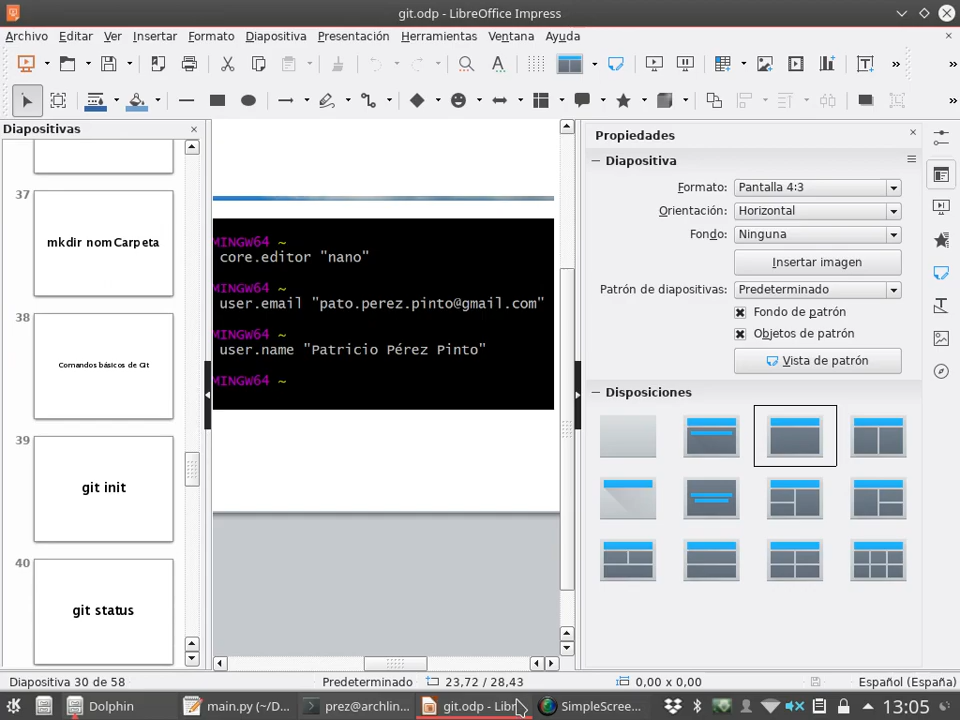 git.odp - LibreOffice Impress
Archivo Editar Ver Insertar Formato Diapositiva Presentación Herramientas Ventana Ayuda
Diapositivas
37
mkdir nomCarpeta
38
Comandos básicos de Git
39
git init
40
git status
MINGW64 ~
core.editor "nano"
MINGW64 ~
user.email "pato.perez.pinto@gmail.com"
MINGW64 ~
user.name "Patricio Pérez Pinto"
MINGW64 ~
Propiedades
Diapositiva
Formato: Pantalla 4:3
Orientación: Horizontal
Fondo: Ninguna
Insertar imagen
Patrón de diapositivas: Predeterminado
Fondo de patrón
Objetos de patrón
Vista de patrón
Disposiciones
Diapositiva 30 de 58 Predeterminado 23,72 / 28,43 0,00 x 0,00 Español (España)
Dolphin main.py (~/D... prez@archlin... git.odp - Libr SimpleScree... 13:05